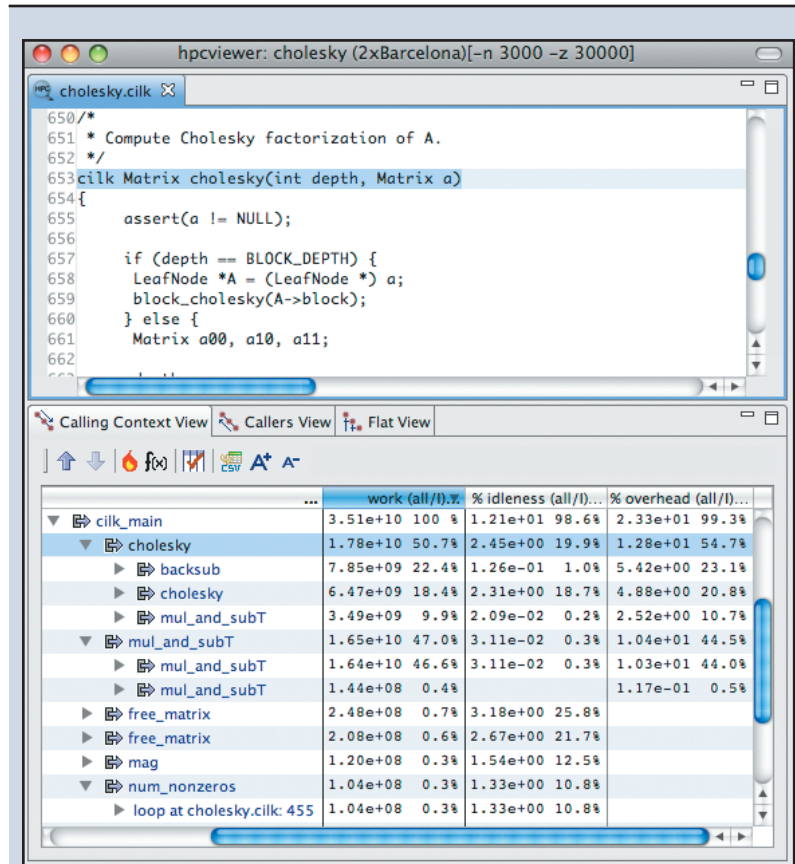 hpcviewer: cholesky (2xBarcelona)[-n 3000 -z 30000]
cholesky.cilk
650/*
651 * Compute Cholesky factorization of A.
652 */
653cilk Matrix cholesky(int depth, Matrix a)
654{
655 assert(a != NULL);
656
657 if (depth == BLOCK_DEPTH) {
658 LeafNode *A = (LeafNode *) a;
659 block_cholesky(A->block);
660 } else {
661 Matrix a00, a10, a11;
662
Calling Context View Callers View Flat View
f(x) CSV A+ A-
... work (all/I). % idleness (all/I)... % overhead (all/I)...
cilk_main 3.51e+10 100 % 1.21e+01 98.6% 2.33e+01 99.3%
cholesky 1.78e+10 50.7% 2.45e+00 19.9% 1.28e+01 54.7%
backsub 7.85e+09 22.4% 1.26e-01 1.0% 5.42e+00 23.1%
cholesky 6.47e+09 18.4% 2.31e+00 18.7% 4.88e+00 20.8%
mul_and_subT 3.49e+09 9.9% 2.09e-02 0.2% 2.52e+00 10.7%
mul_and_subT 1.65e+10 47.0% 3.11e-02 0.3% 1.04e+01 44.5%
mul_and_subT 1.64e+10 46.6% 3.11e-02 0.3% 1.03e+01 44.0%
mul_and_subT 1.44e+08 0.4% 1.17e-01 0.5%
free_matrix 2.48e+08 0.7% 3.18e+00 25.8%
free_matrix 2.08e+08 0.6% 2.67e+00 21.7%
mag 1.20e+08 0.3% 1.54e+00 12.5%
num_nonzeros 1.04e+08 0.3% 1.33e+00 10.8%
loop at cholesky.cilk: 455 1.04e+08 0.3% 1.33e+00 10.8%